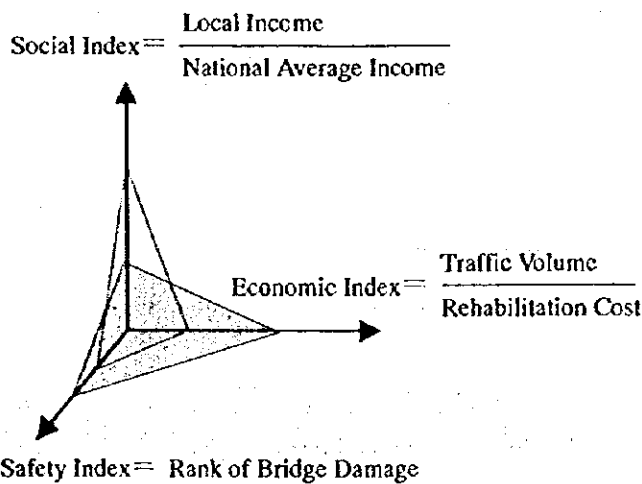 Local Income
Social Index=
National Average Income
Traffic Volume
Economic Index=
Rehabilitation Cost
Safety Index= Rank of Bridge Damage